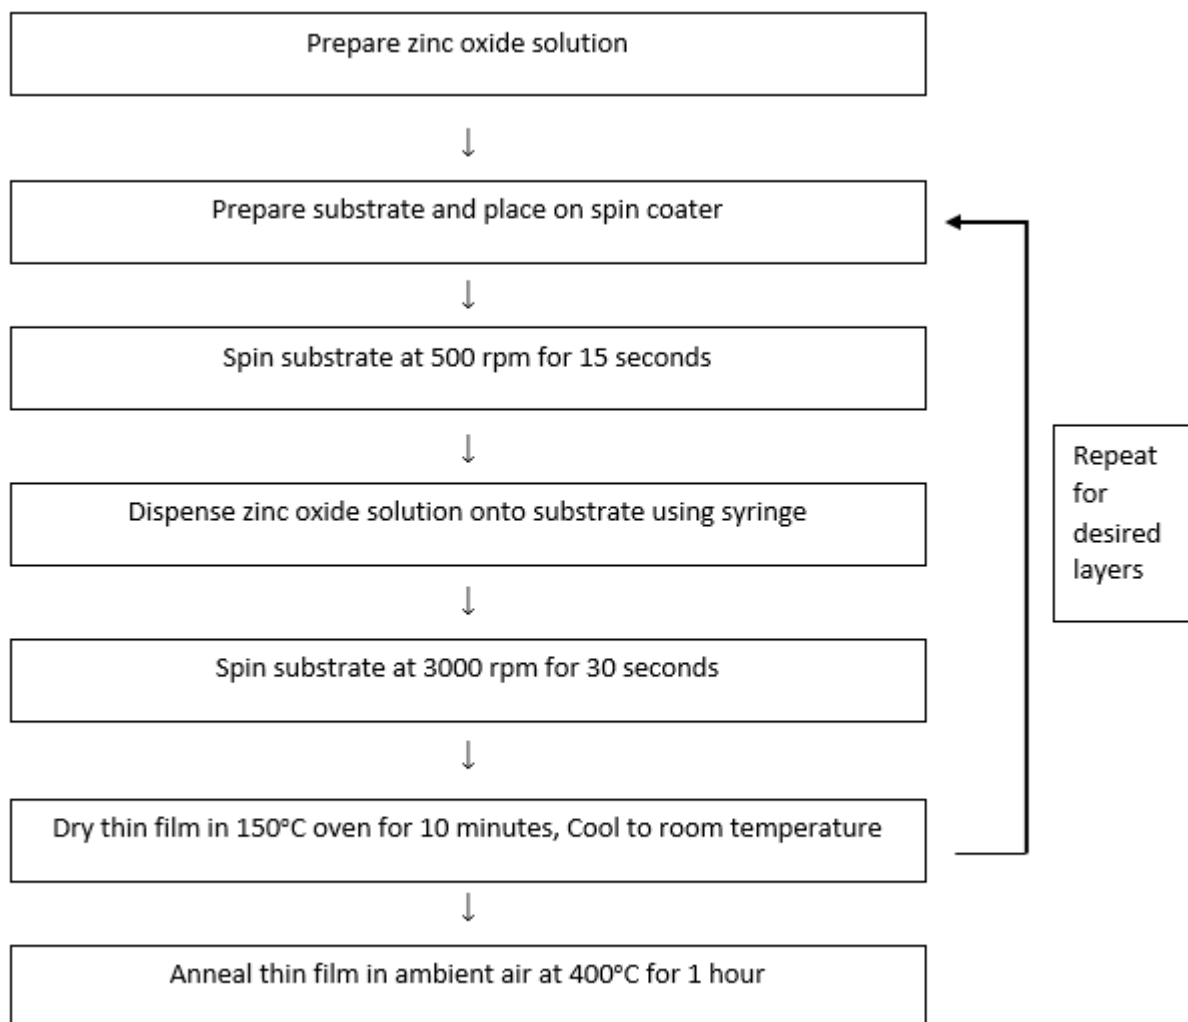 Prepare zinc oxide solution
↓
Prepare substrate and place on spin coater
↓
Spin substrate at 500 rpm for 15 seconds
↓
Dispense zinc oxide solution onto substrate using syringe
↓
Spin substrate at 3000 rpm for 30 seconds
↓
Dry thin film in 150°C oven for 10 minutes, Cool to room temperature
↓
Anneal thin film in ambient air at 400°C for 1 hour
Repeat
for
desired
layers